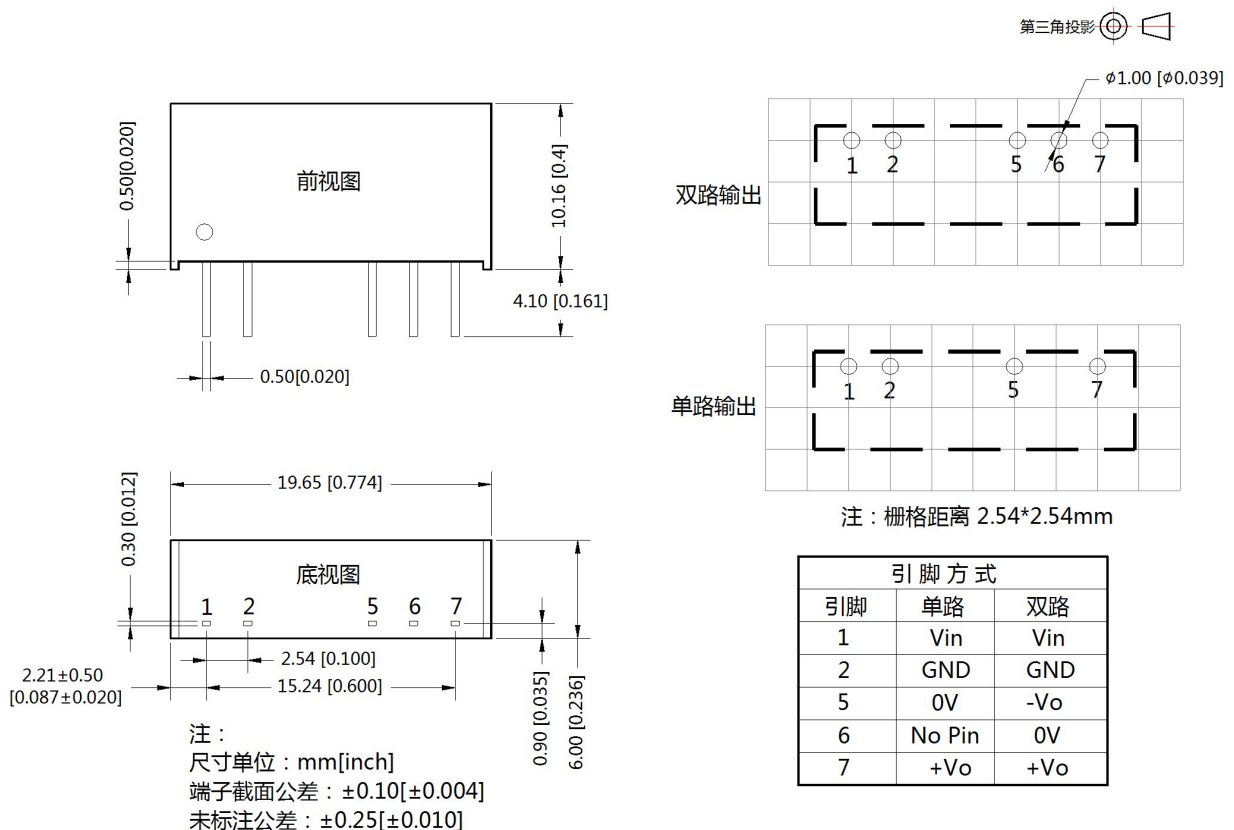 第三角投影
ϕ1.00 [ϕ0.039]
0.50[0.020]
前视图
10.16 [0.4]
4.10 [0.161]
0.50[0.020]
双路输出
1 2 5 6 7
单路输出
1 2 5 7
注：栅格距离 2.54*2.54mm
19.65 [0.774]
0.30 [0.012]
底视图
1 2 5 6 7
2.54 [0.100]
15.24 [0.600]
2.21±0.50
[0.087±0.020]
0.90 [0.035]
6.00 [0.236]
注：
尺寸单位：mm[inch]
端子截面公差：±0.10[±0.004]
未标注公差：±0.25[±0.010]
引脚方式
引脚 单路 双路
1 Vin Vin
2 GND GND
5 0V -Vo
6 No Pin 0V
7 +Vo +Vo